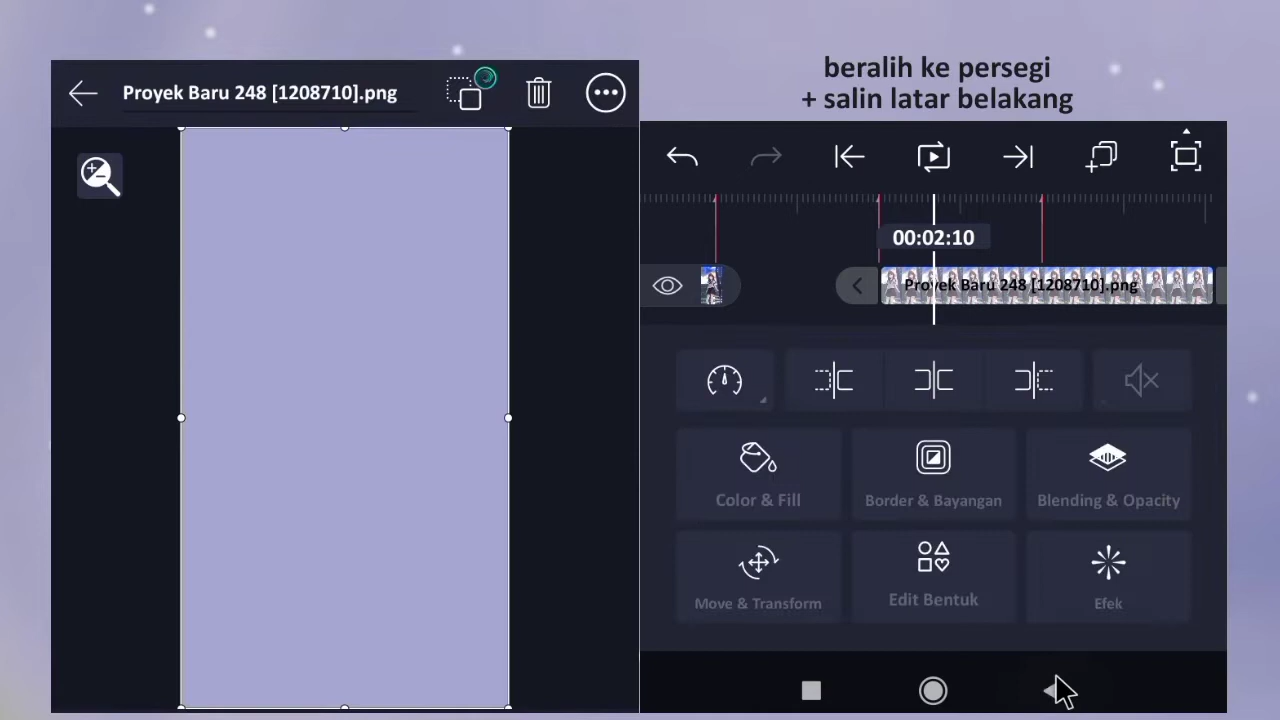 beralih ke persegi
+ salin latar belakang
Proyek Baru 248 [1208710].png
00:02:10
Proyek Baru 248 [1208710].png
Color & Fill
Border & Bayangan
Blending & Opacity
Move & Transform
Edit Bentuk
Efek